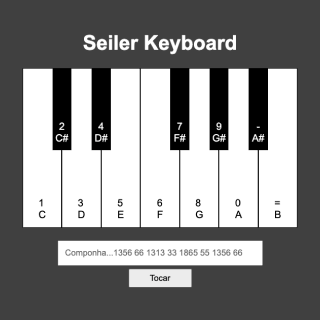 Seiler Keyboard
2 4 7 9 -
C# D# F# G# A#
1 3 5 6 8 0 =
C D E F G A B
Componha...1356 66 1313 33 1865 55 1356 66
Tocar